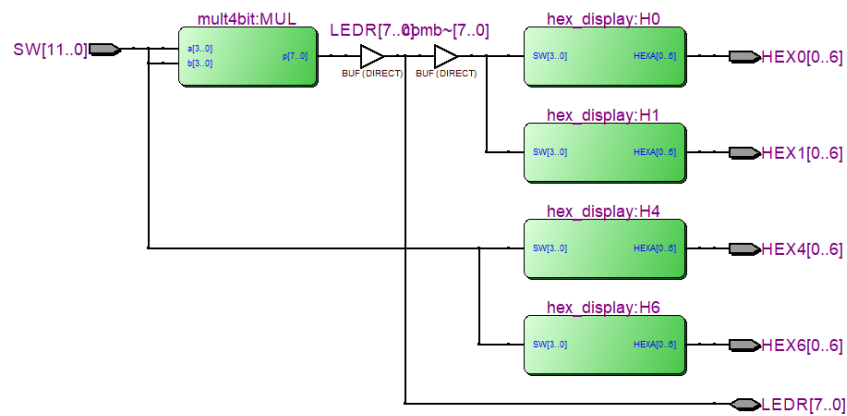 mult4bit:MUL
LEDR[7..0]
comb~[7..0]
hex_display:H0
SW[11..0]
a[3..0]
b[3..0]
p[7..0]
BUF (DIRECT)
BUF (DIRECT)
SW[3..0]
HEXA[0..6]
HEX0[0..6]
hex_display:H1
SW[3..0]
HEXA[0..6]
HEX1[0..6]
hex_display:H4
SW[3..0]
HEXA[0..6]
HEX4[0..6]
hex_display:H6
SW[3..0]
HEXA[0..6]
HEX6[0..6]
LEDR[7..0]